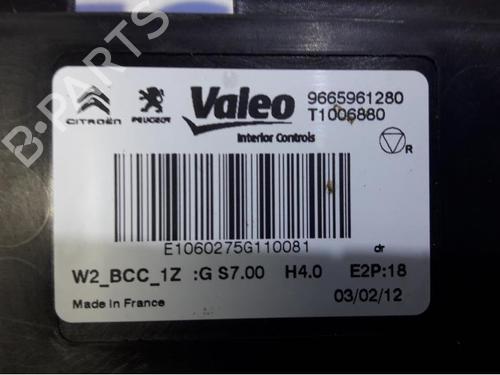 B-PARTS
CITROËN PEUGEOT Valeo 9665961280
T1006880
Interior Controls
R
E1060275G110081
dr
W2_BCC_1Z :G S7.00 H4.0 E2P:18
Made in France 03/02/12